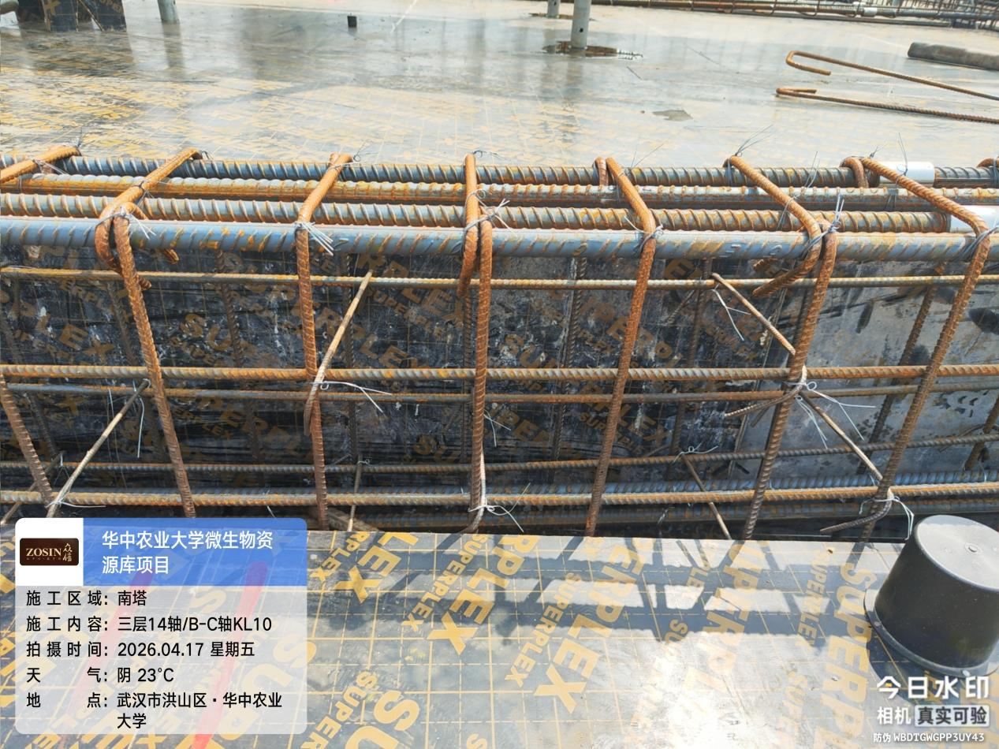 SUPERPLEX
SUPERPLEX
SUPERPLEX
SUPERPLEX
ZOSIN 众信
华中农业大学微生物资
源库项目
施工区域：南塔
施工内容：三层14轴/B-C轴KL10
拍摄时间：2026.04.17 星期五
天气：阴 23℃
地点：武汉市洪山区·华中农业
大学
今日水印
相机 真实可验
防伪 WBDTGWGPP3UY43